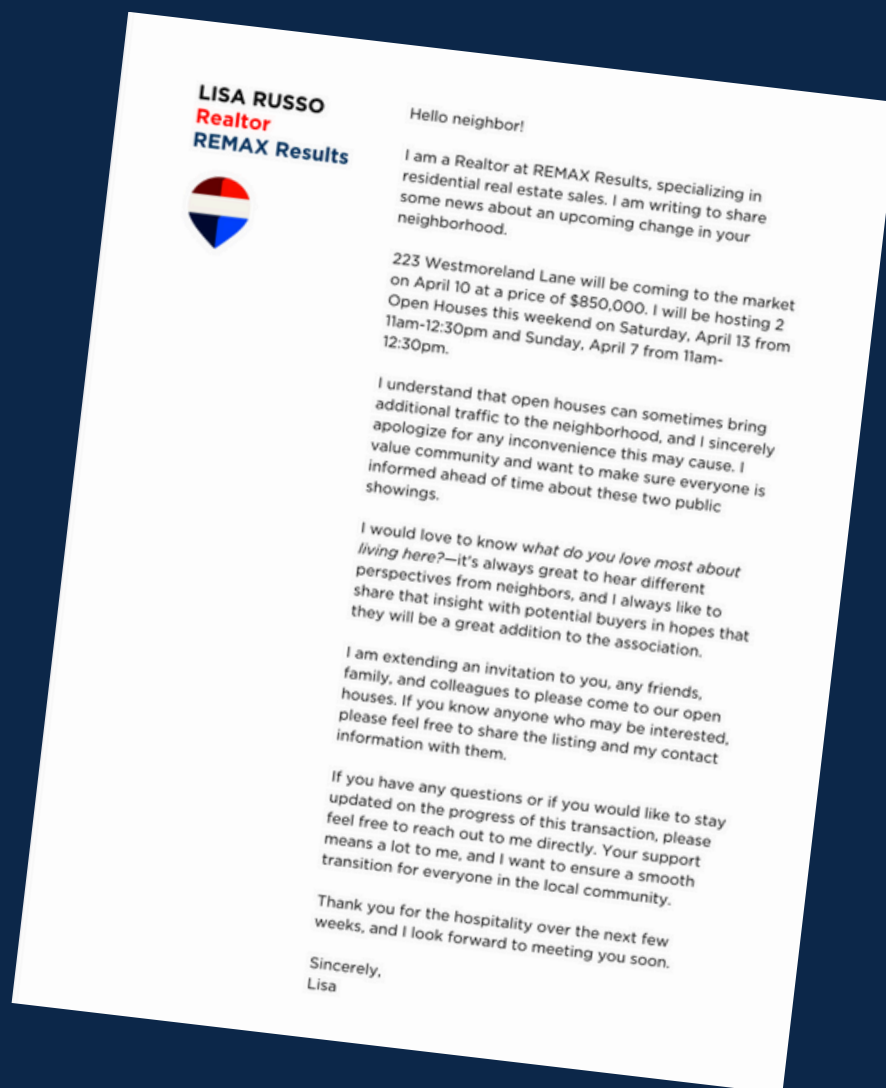 LISA RUSSO
Realtor
REMAX Results
Hello neighbor!
I am a Realtor at REMAX Results, specializing in
residential real estate sales. I am writing to share
some news about an upcoming change in your
neighborhood.
223 Westmoreland Lane will be coming to the market
on April 10 at a price of $850,000. I will be hosting 2
Open Houses this weekend on Saturday, April 13 from
11am-12:30pm and Sunday, April 7 from 11am-
12:30pm.
I understand that open houses can sometimes bring
additional traffic to the neighborhood, and I sincerely
apologize for any inconvenience this may cause. I
value community and want to make sure everyone is
informed ahead of time about these two public
showings.
I would love to know what do you love most about
living here?—it's always great to hear different
perspectives from neighbors, and I always like to
share that insight with potential buyers in hopes that
they will be a great addition to the association.
I am extending an invitation to you, any friends,
family, and colleagues to please come to our open
houses. If you know anyone who may be interested,
please feel free to share the listing and my contact
information with them.
If you have any questions or if you would like to stay
updated on the progress of this transaction, please
feel free to reach out to me directly. Your support
means a lot to me, and I want to ensure a smooth
transition for everyone in the local community.
Thank you for the hospitality over the next few
weeks, and I look forward to meeting you soon.
Sincerely,
Lisa